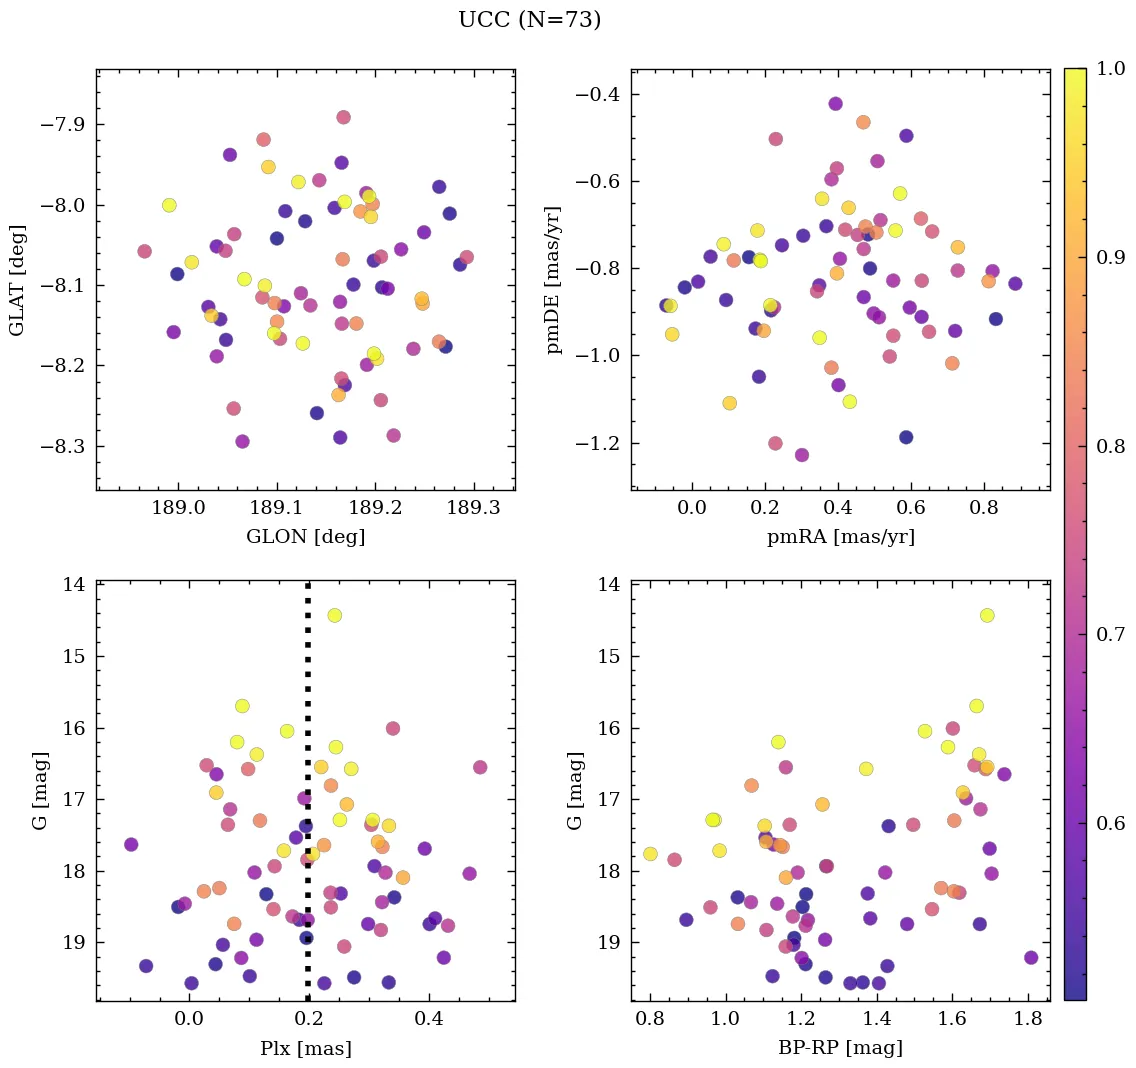 UCC (N=73)
−7.9
−8.0
−8.1
−8.2
−8.3
GLAT [deg]
189.0 189.1 189.2 189.3
GLON [deg]
−0.4
−0.6
−0.8
−1.0
−1.2
pmDE [mas/yr]
0.0 0.2 0.4 0.6 0.8
pmRA [mas/yr]
14
15
16
17
18
19
G [mag]
0.0 0.2 0.4
Plx [mas]
14
15
16
17
18
19
G [mag]
0.8 1.0 1.2 1.4 1.6 1.8
BP-RP [mag]
1.0
0.9
0.8
0.7
0.6